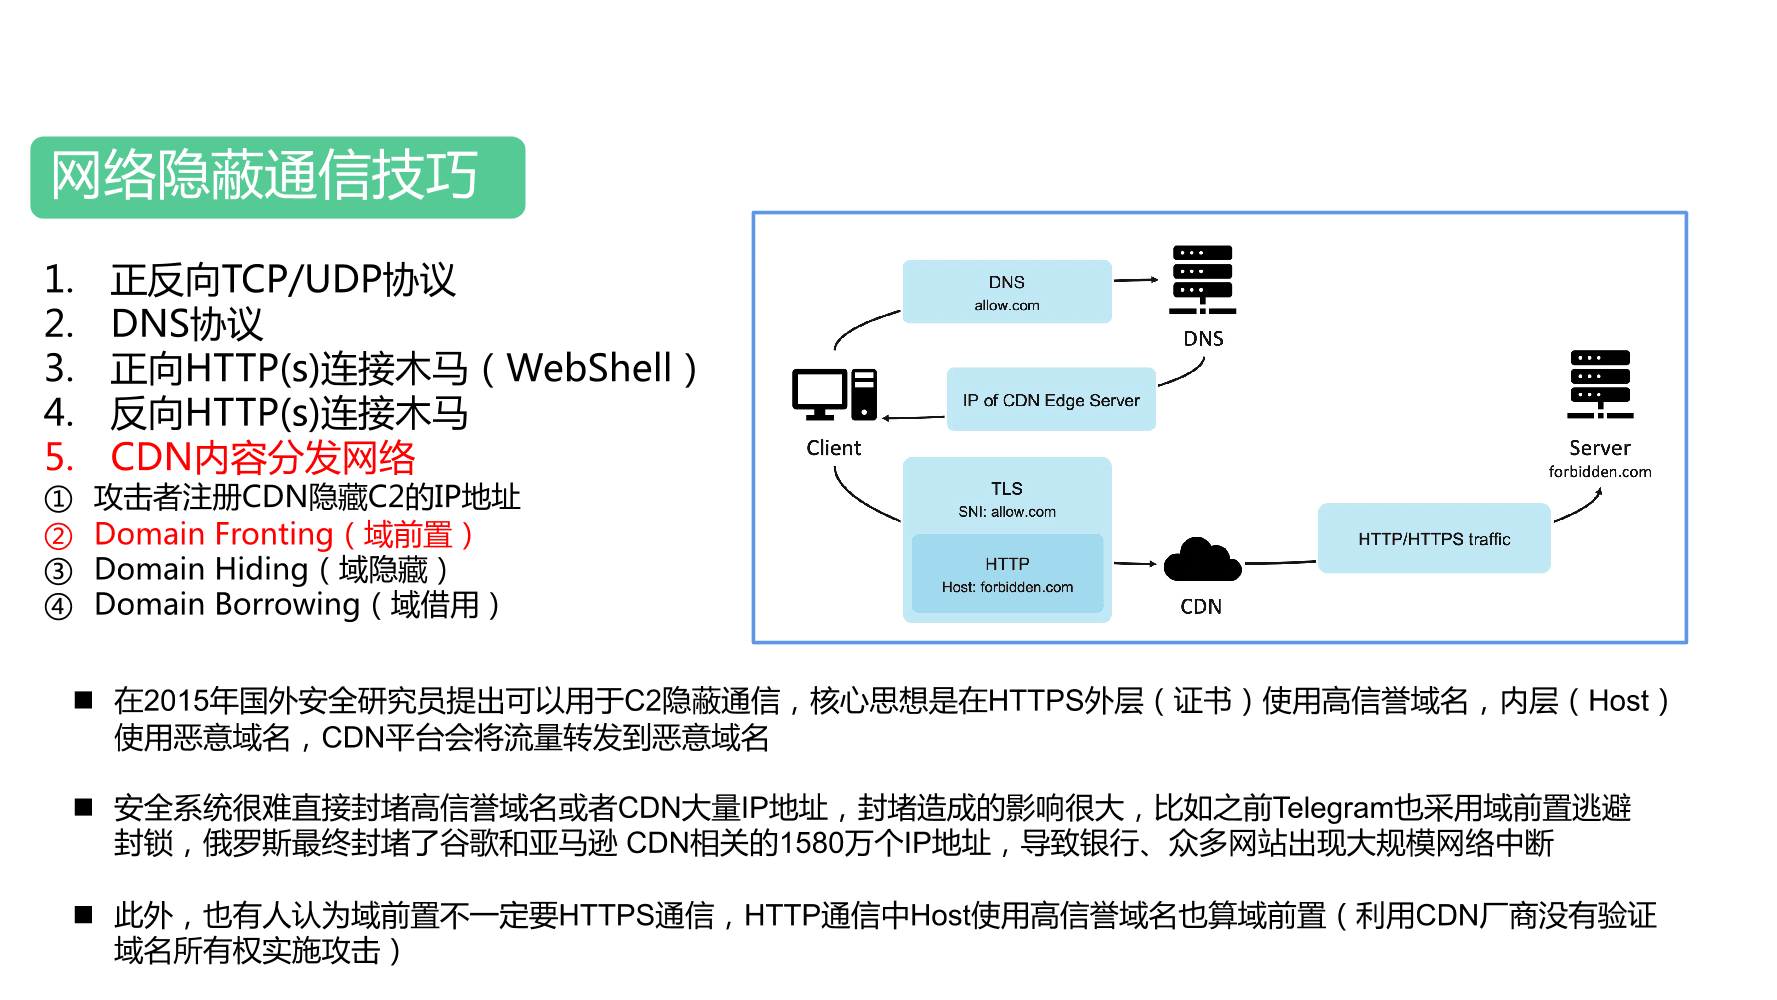 网络隐蔽通信技巧
1. 正反向TCP/UDP协议
2. DNS协议
3. 正向HTTP(s)连接木马（WebShell）
4. 反向HTTP(s)连接木马
5. CDN内容分发网络
① 攻击者注册CDN隐藏C2的IP地址
② Domain Fronting（域前置）
③ Domain Hiding（域隐藏）
④ Domain Borrowing（域借用）
DNS
allow.com
DNS
IP of CDN Edge Server
Client
Server
forbidden.com
TLS
SNI: allow.com
HTTP
Host: forbidden.com
CDN
HTTP/HTTPS traffic
■ 在2015年国外安全研究员提出可以用于C2隐蔽通信，核心思想是在HTTPS外层（证书）使用高信誉域名，内层（Host）
使用恶意域名，CDN平台会将流量转发到恶意域名
■ 安全系统很难直接封堵高信誉域名或者CDN大量IP地址，封堵造成的影响很大，比如之前Telegram也采用域前置逃避
封锁，俄罗斯最终封堵了谷歌和亚马逊 CDN相关的1580万个IP地址，导致银行、众多网站出现大规模网络中断
■ 此外，也有人认为域前置不一定要HTTPS通信，HTTP通信中Host使用高信誉域名也算域前置（利用CDN厂商没有验证
域名所有权实施攻击）